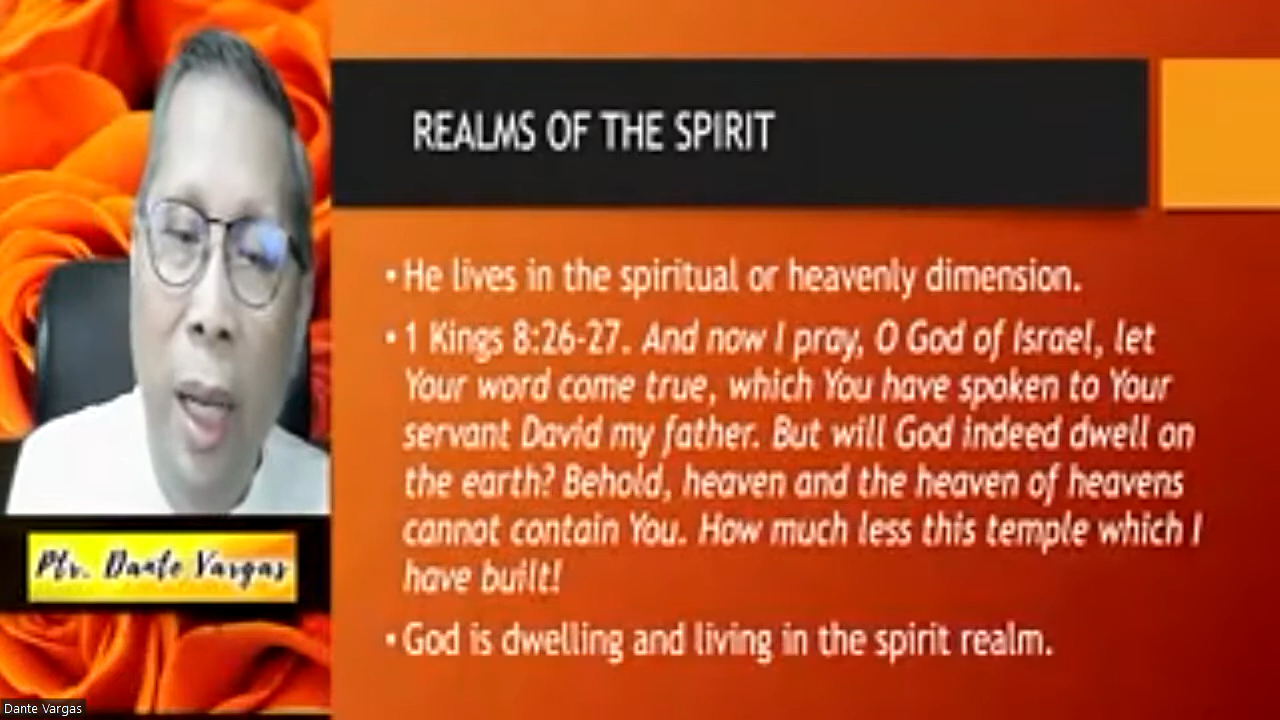 REALMS OF THE SPIRIT
• He lives in the spiritual or heavenly dimension.
• 1 Kings 8:26-27. And now I pray, O God of Israel, let
Your word come true, which You have spoken to Your
servant David my father. But will God indeed dwell on
the earth? Behold, heaven and the heaven of heavens
cannot contain You. How much less this temple which I
have built!
• God is dwelling and living in the spirit realm.
Ptr. Dante Vargas
Dante Vargas